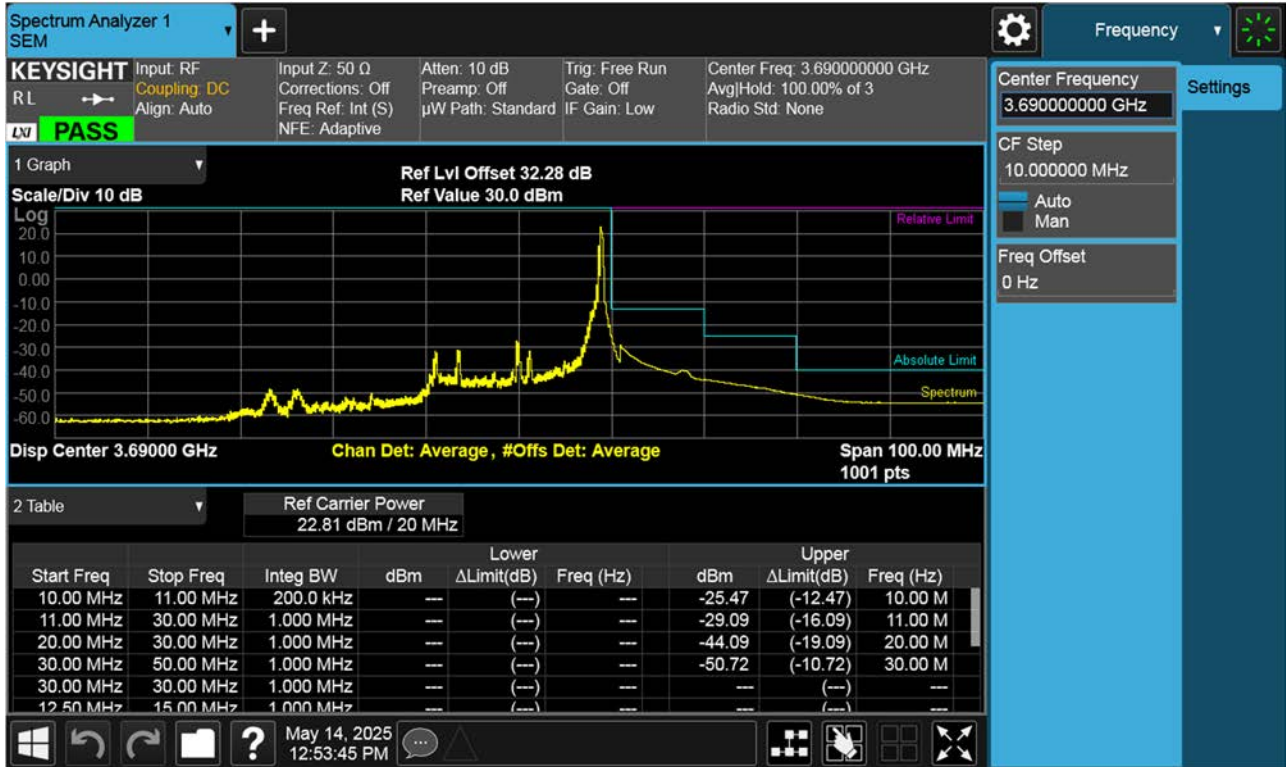 Spectrum Analyzer 1
SEM
Frequency
KEYSIGHT
RL
LXI
PASS
Input: RF
Coupling: DC
Align: Auto
Input Z: 50 Ω
Corrections: Off
Freq Ref: Int (S)
NFE: Adaptive
Atten: 10 dB
Preamp: Off
µW Path: Standard
Trig: Free Run
Gate: Off
IF Gain: Low
Center Freq: 3.690000000 GHz
Avg|Hold: 100.00% of 3
Radio Std: None
Center Frequency
3.690000000 GHz
Settings
CF Step
10.000000 MHz
Auto
Man
Freq Offset
0 Hz
1 Graph
Scale/Div 10 dB
Ref Lvl Offset 32.28 dB
Ref Value 30.0 dBm
Log
20.0
10.0
0.00
-10.0
-20.0
-30.0
-40.0
-50.0
-60.0
Relative Limit
Absolute Limit
Spectrum
Disp Center 3.69000 GHz
Chan Det: Average, #Offs Det: Average
Span 100.00 MHz
1001 pts
2 Table
Ref Carrier Power
22.81 dBm / 20 MHz
Lower Upper
Start Freq Stop Freq Integ BW dBm ΔLimit(dB) Freq (Hz) dBm ΔLimit(dB) Freq (Hz)
10.00 MHz 11.00 MHz 200.0 kHz --- (---) --- -25.47 (-12.47) 10.00 M
11.00 MHz 30.00 MHz 1.000 MHz --- (---) --- -29.09 (-16.09) 11.00 M
20.00 MHz 30.00 MHz 1.000 MHz --- (---) --- -44.09 (-19.09) 20.00 M
30.00 MHz 50.00 MHz 1.000 MHz --- (---) --- -50.72 (-10.72) 30.00 M
30.00 MHz 30.00 MHz 1.000 MHz --- (---) --- --- (---) ---
12.50 MHz 15.00 MHz 1.000 MHz --- (---) --- --- (---) ---
May 14, 2025
12:53:45 PM